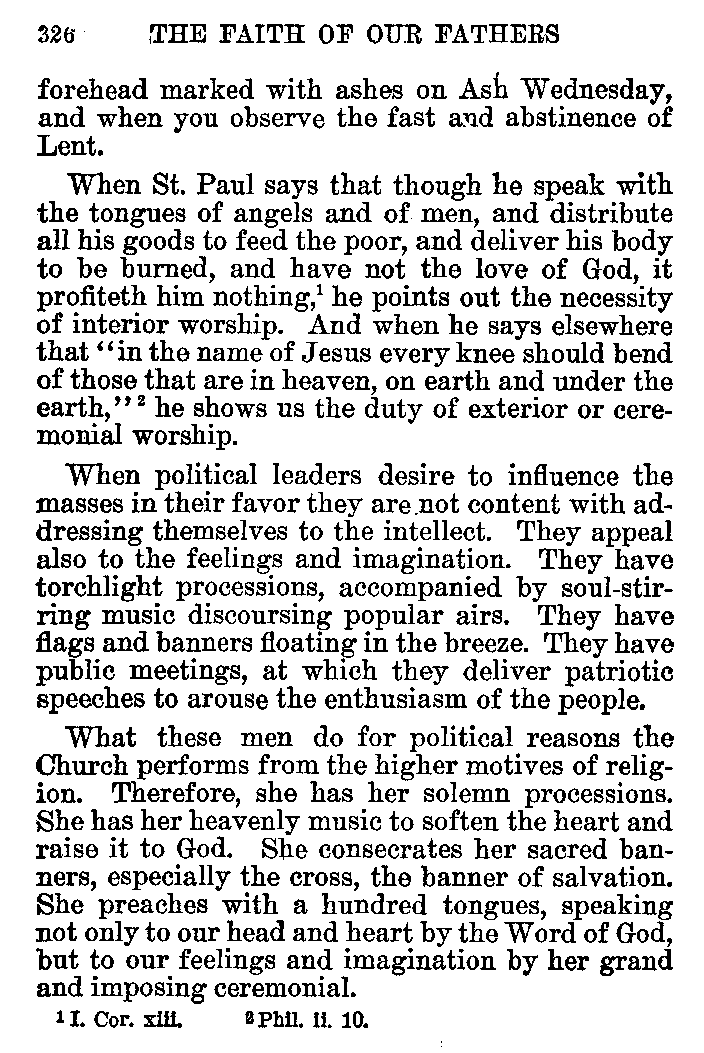 326 THE FAITH OF OUR FATHERS
forehead marked with ashes on Ash Wednesday,
and when you observe the fast and abstinence of
Lent.
When St. Paul says that though he speak with
the tongues of angels and of men, and distribute
all his goods to feed the poor, and deliver his body
to be burned, and have not the love of God, it
profiteth him nothing,¹ he points out the necessity
of interior worship. And when he says elsewhere
that "in the name of Jesus every knee should bend
of those that are in heaven, on earth and under the
earth,"² he shows us the duty of exterior or cere-
monial worship.
When political leaders desire to influence the
masses in their favor they are not content with ad-
dressing themselves to the intellect. They appeal
also to the feelings and imagination. They have
torchlight processions, accompanied by soul-stir-
ring music discoursing popular airs. They have
flags and banners floating in the breeze. They have
public meetings, at which they deliver patriotic
speeches to arouse the enthusiasm of the people.
What these men do for political reasons the
Church performs from the higher motives of relig-
ion. Therefore, she has her solemn processions.
She has her heavenly music to soften the heart and
raise it to God. She consecrates her sacred ban-
ners, especially the cross, the banner of salvation.
She preaches with a hundred tongues, speaking
not only to our head and heart by the Word of God,
but to our feelings and imagination by her grand
and imposing ceremonial.
¹ I. Cor. xiii. ² Phil. ii. 10.